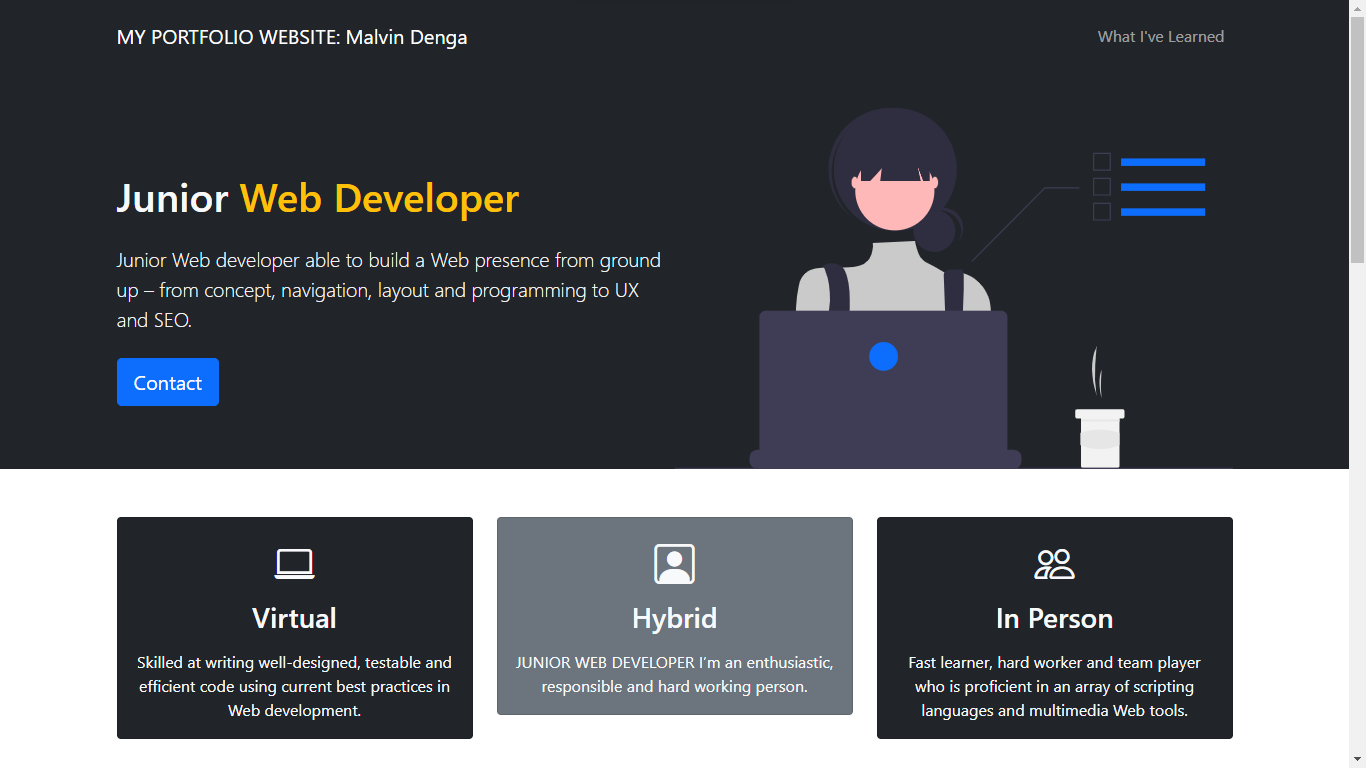 MY PORTFOLIO WEBSITE: Malvin Denga
What I've Learned
Junior Web Developer
Junior Web developer able to build a Web presence from ground
up – from concept, navigation, layout and programming to UX
and SEO.
Contact
Virtual
Skilled at writing well-designed, testable and
efficient code using current best practices in
Web development.
Hybrid
JUNIOR WEB DEVELOPER I’m an enthusiastic,
responsible and hard working person.
In Person
Fast learner, hard worker and team player
who is proficient in an array of scripting
languages and multimedia Web tools.